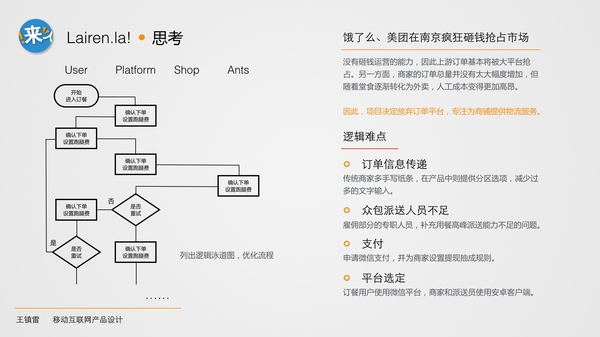 来人
Lairen.la! • 思考
User Platform Shop Ants
开始
进入订餐
确认下单
设置跑腿费
确认下单
设置跑腿费
确认下单
设置跑腿费
确认下单
设置跑腿费
确认下单
设置跑腿费
否
是否
重试
是
是否
重试
确认下单
设置跑腿费
列出逻辑泳道图，优化流程
......
饿了么、美团在南京疯狂砸钱抢占市场
没有砸钱运营的能力，因此上游订单基本将被大平台抢
占。另一方面，商家的订单总量并没有太大幅度增加，但
随着堂食逐渐转化为外卖，人工成本变得更加高昂。
因此，项目决定放弃订单平台，专注为商铺提供物流服务。
逻辑难点
订单信息传递
传统商家多手写纸条，在产品中则提供分区选项，减少过
多的文字输入。
众包派送人员不足
雇佣部分的专职人员，补充用餐高峰派送能力不足的问题。
支付
申请微信支付，并为商家设置提现抽成规则。
平台选定
订餐用户使用微信平台，商家和派送员使用安卓客户端。
王镇雷 移动互联网产品设计